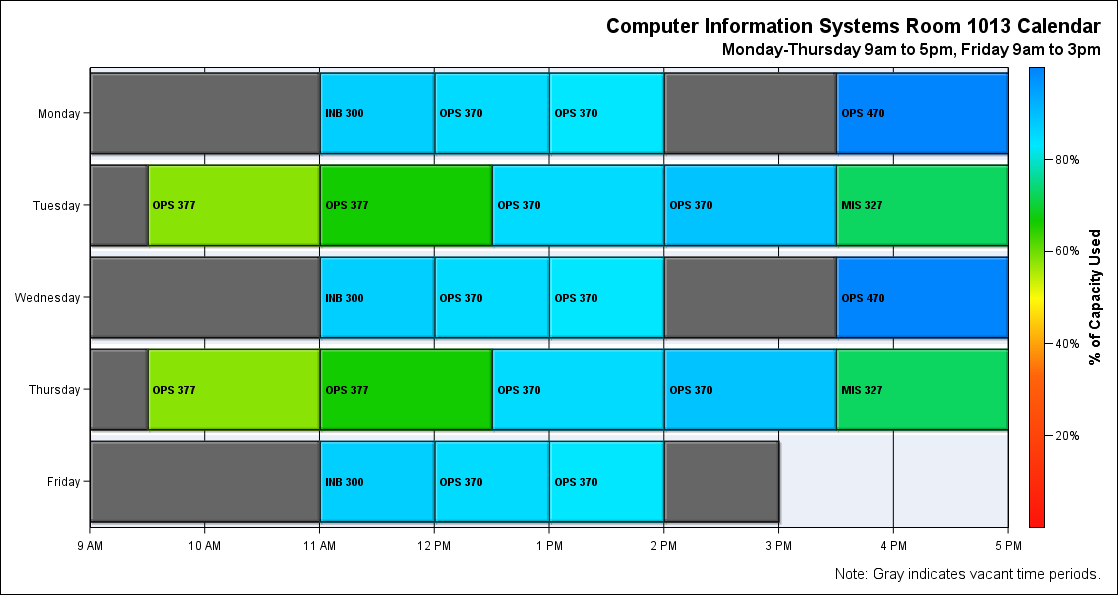 Computer Information Systems Room 1013 Calendar
Monday-Thursday 9am to 5pm, Friday 9am to 3pm
Monday
INB 300
OPS 370
OPS 370
OPS 470
Tuesday
OPS 377
OPS 377
OPS 370
OPS 370
MIS 327
Wednesday
INB 300
OPS 370
OPS 370
OPS 470
Thursday
OPS 377
OPS 377
OPS 370
OPS 370
MIS 327
Friday
INB 300
OPS 370
OPS 370
9 AM
10 AM
11 AM
12 PM
1 PM
2 PM
3 PM
4 PM
5 PM
80%
60%
40%
20%
% of Capacity Used
Note: Gray indicates vacant time periods.